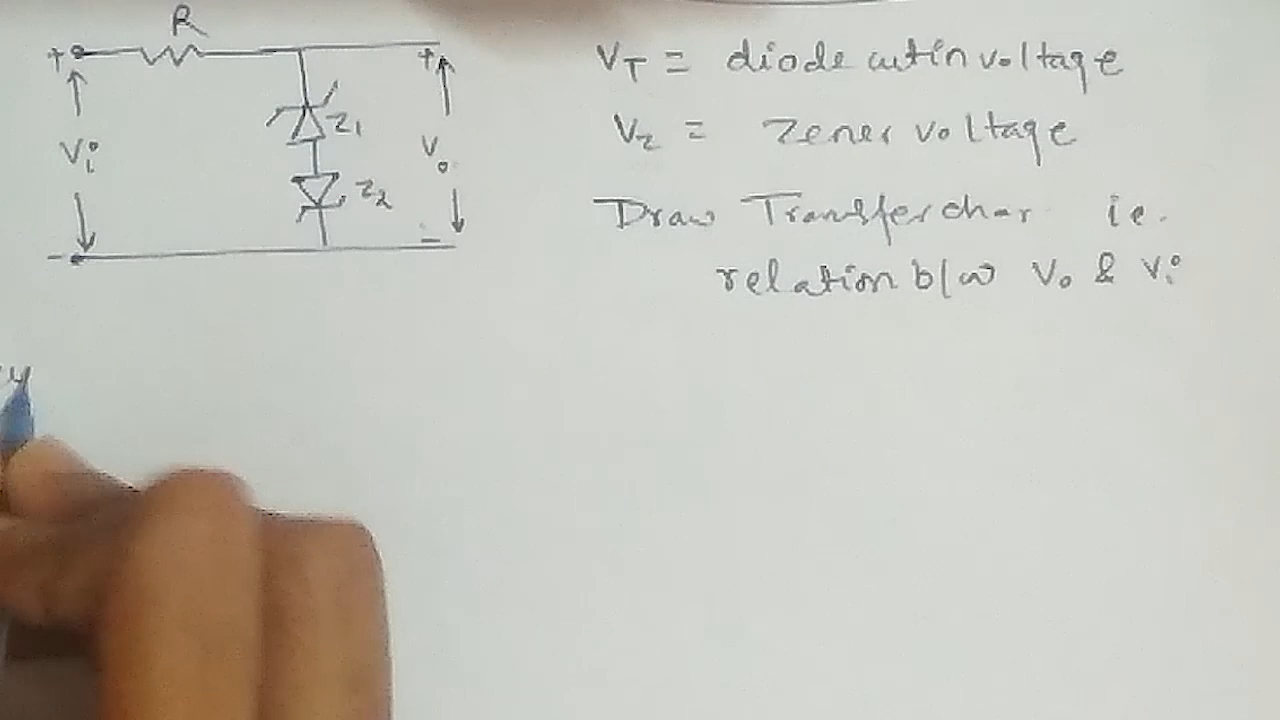 R
+
+
Vi
Z1
Z2
Vo
-
-
VT = diode cutin voltage
Vz = Zener voltage
Draw Transfer char ie.
relation b/w Vo & Vi